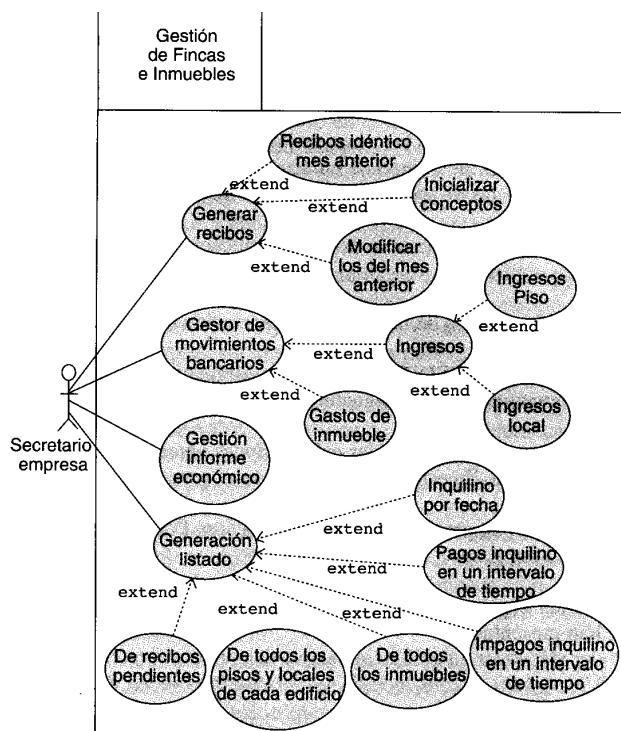 Gestión
de Fincas
e Inmuebles
Recibos idéntico
mes anterior
extend
Inicializar
conceptos
extend
Generar
recibos
Modificar
los del mes
anterior
extend
Ingresos
Piso
extend
Gestor de
movimientos
bancarios
Ingresos
extend
extend
Ingresos
local
Gastos de
inmueble
extend
Secretario
empresa
Gestión
informe
económico
Inquilino
por fecha
extend
Generación
listado
Pagos inquilino
en un intervalo
de tiempo
extend
extend
extend
extend
De recibos
pendientes
De todos los
pisos y locales
de cada edificio
De todos
los inmuebles
Impagos inquilino
en un intervalo
de tiempo